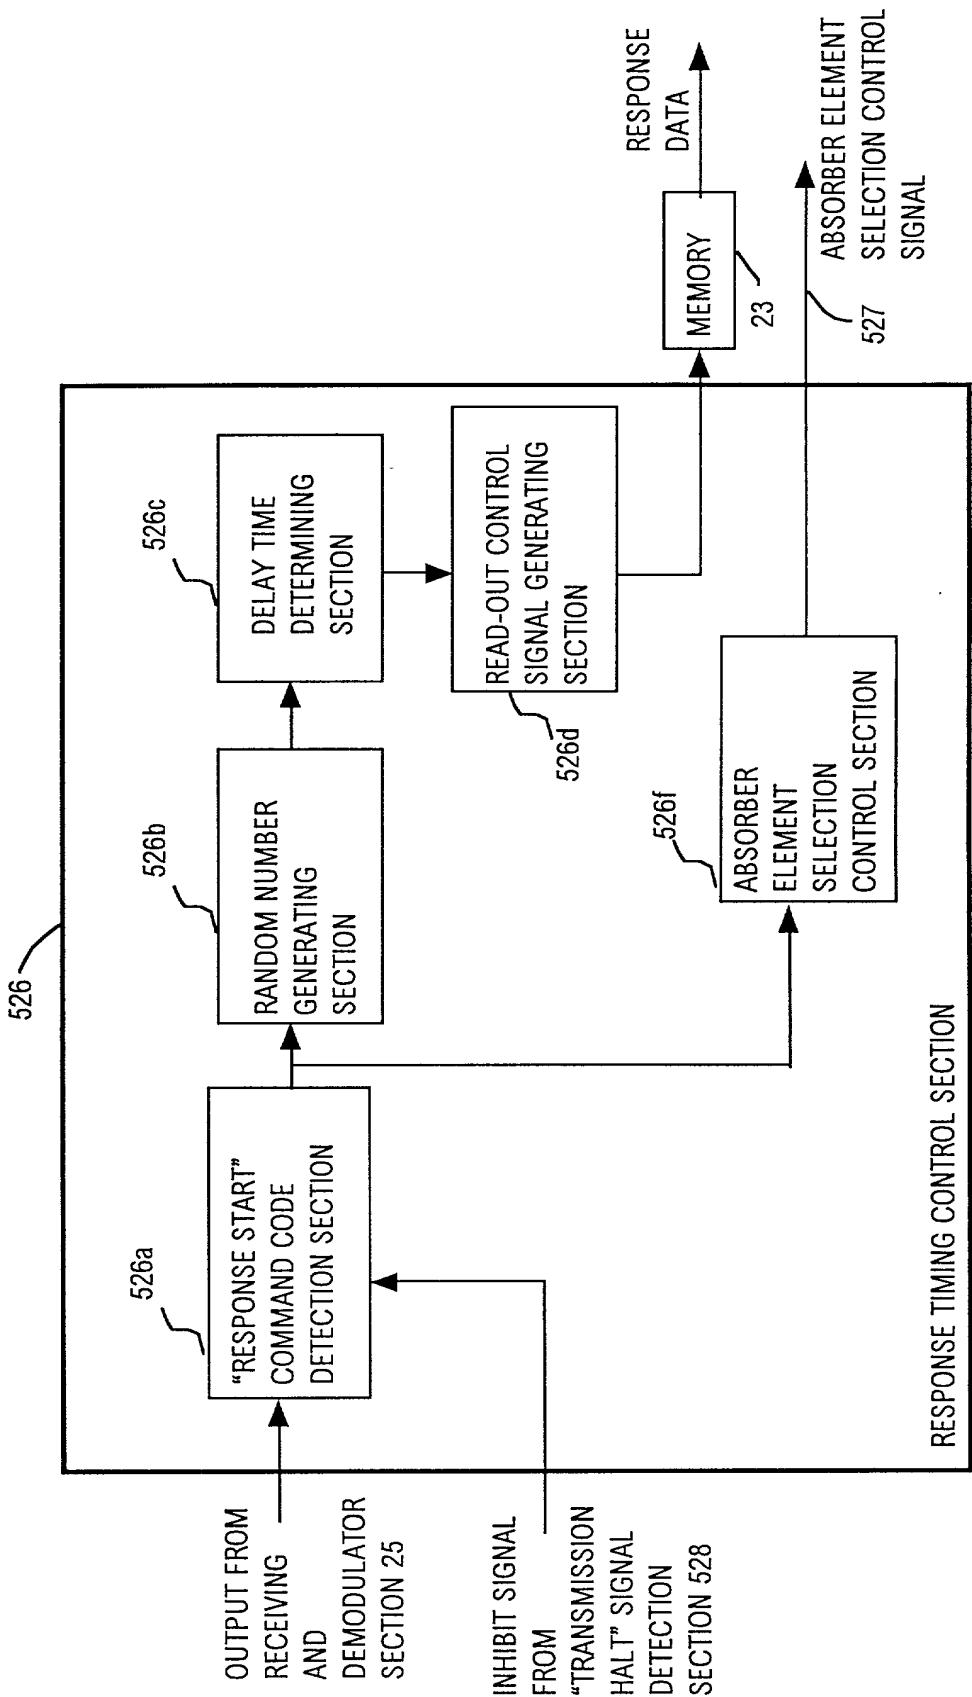 526
526a
"RESPONSE START"
COMMAND CODE
DETECTION SECTION
526b
RANDOM NUMBER
GENERATING
SECTION
526c
DELAY TIME
DETERMINING
SECTION
READ-OUT CONTROL
SIGNAL GENERATING
SECTION
526d
OUTPUT FROM
RECEIVING
AND
DEMODULATOR
SECTION 25
INHIBIT SIGNAL
FROM
"TRANSMISSION
HALT" SIGNAL
DETECTION
SECTION 528
526f
ABSORBER
ELEMENT
SELECTION
CONTROL SECTION
MEMORY
23
RESPONSE
DATA
527
ABSORBER ELEMENT
SELECTION CONTROL
SIGNAL
RESPONSE TIMING CONTROL SECTION